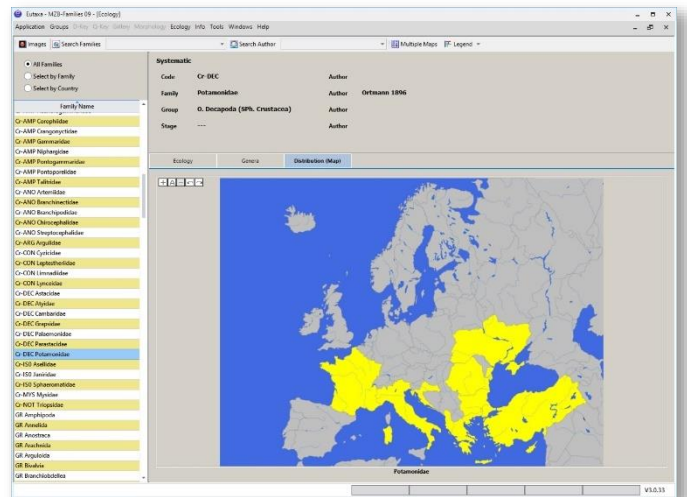 Eutaxa - MZB-Families 09 - [Ecology]
Application Groups D-Key Q-Key Gitkey Morphology Ecology Info Tools Windows Help
Images Search Families Search Author Multiple Maps Legend
All Families
Select by Family
Select by Country
Family Name
Cr-AMP Corophiidae
Cr-AMP Crangonyctidae
Cr-AMP Gammaridae
Cr-AMP Niphargidae
Cr-AMP Pontogammaridae
Cr-AMP Pontoporeiidae
Cr-AMP Talitridae
Cr-ANO Artemiidae
Cr-ANO Branchinectidae
Cr-ANO Branchipodidae
Cr-ANO Chirocephalidae
Cr-ANO Streptocephalidae
Cr-ARG Argulidae
Cr-CON Cyzicidae
Cr-CON Leptestheriidae
Cr-CON Limnadiidae
Cr-CON Lynceidae
Cr-DEC Astacidae
Cr-DEC Atyidae
Cr-DEC Cambaridae
Cr-DEC Grapsidae
Cr-DEC Palaemonidae
Cr-DEC Parastacidae
Cr-DEC Potamonidae
Cr-ISO Asellidae
Cr-ISO Janiridae
Cr-ISO Sphaeromatidae
Cr-MYS Mysidae
Cr-NOT Triopsidae
GR Amphipoda
GR Annelida
GR Anostraca
GR Arachnida
GR Arguloida
GR Bivalvia
GR Branchiobdellea
Systematic
Code Cr-DEC Author
Family Potamonidae Author Ortmann 1896
Group O. Decapoda (SPh. Crustacea) Author
Stage --- Author
Ecology Genera Distribution (Map)
Potamonidae
V3.0.33